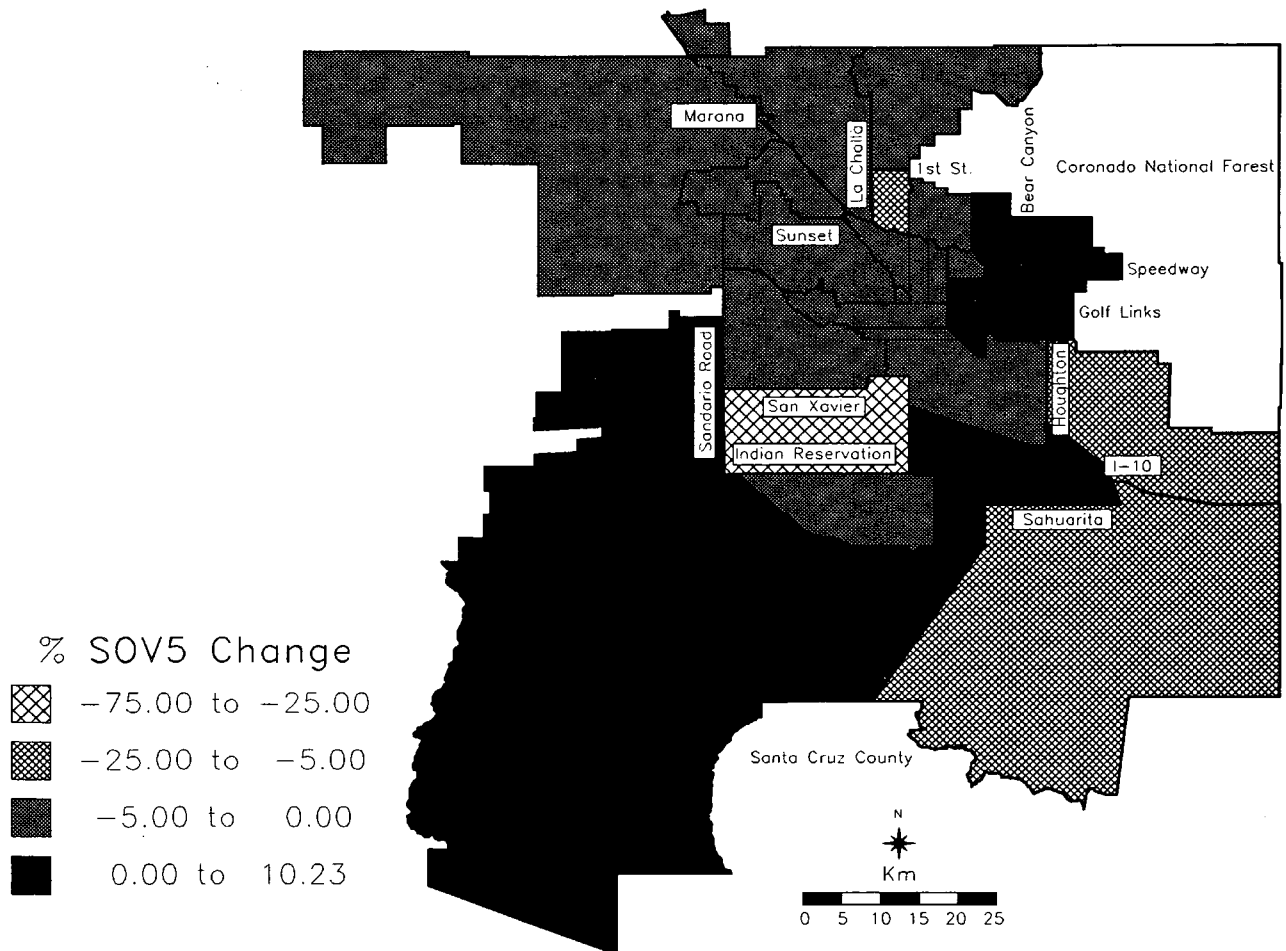 Marana
La Cholla
1st St.
Bear Canyon
Coronado National Forest
Sunset
Speedway
Golf Links
Sandario Road
San Xavier
Indian Reservation
Houghton
I-10
Sahuarita
Santa Cruz County
% SOV5 Change
-75.00 to -25.00
-25.00 to -5.00
-5.00 to 0.00
0.00 to 10.23
N
Km
0 5 10 15 20 25